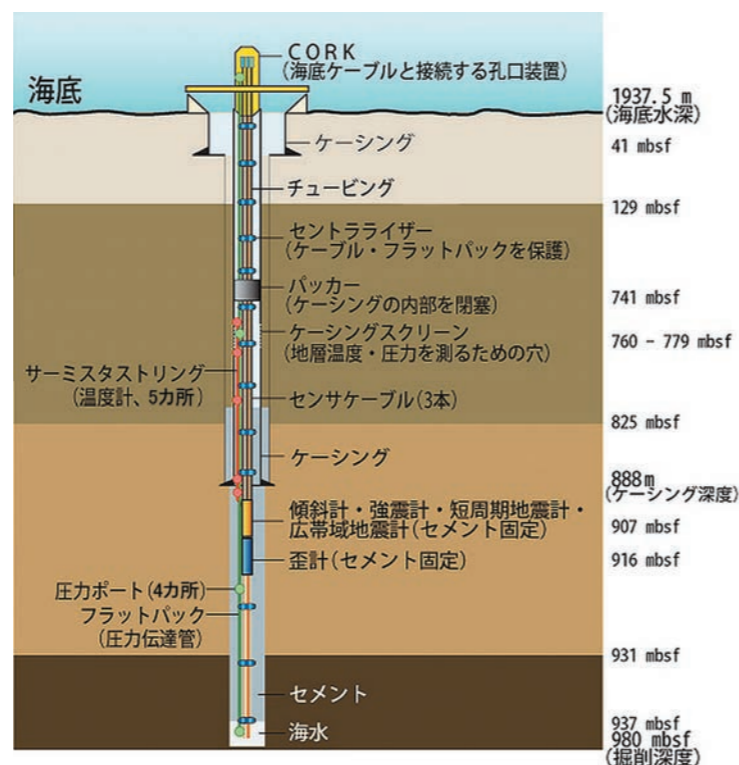 CORK
(海底ケーブルと接続する孔口装置)
海底
1937.5 m
(海底水深)
ケーシング
41 mbsf
チュービング
129 mbsf
セントラライザー
(ケーブル・フラットパックを保護)
パッカー
(ケーシングの内部を閉塞)
741 mbsf
ケーシングスクリーン
(地層温度・圧力を測るための穴)
760 - 779 mbsf
サーミスタストリング
(温度計、5カ所)
センサケーブル(3本)
825 mbsf
ケーシング
888m
(ケーシング深度)
傾斜計・強震計・短周期地震計・
広帯域地震計(セメント固定)
907 mbsf
歪計(セメント固定)
916 mbsf
圧力ポート(4カ所)
フラットパック
(圧力伝達管)
931 mbsf
セメント
937 mbsf
海水
980 mbsf
(掘削深度)